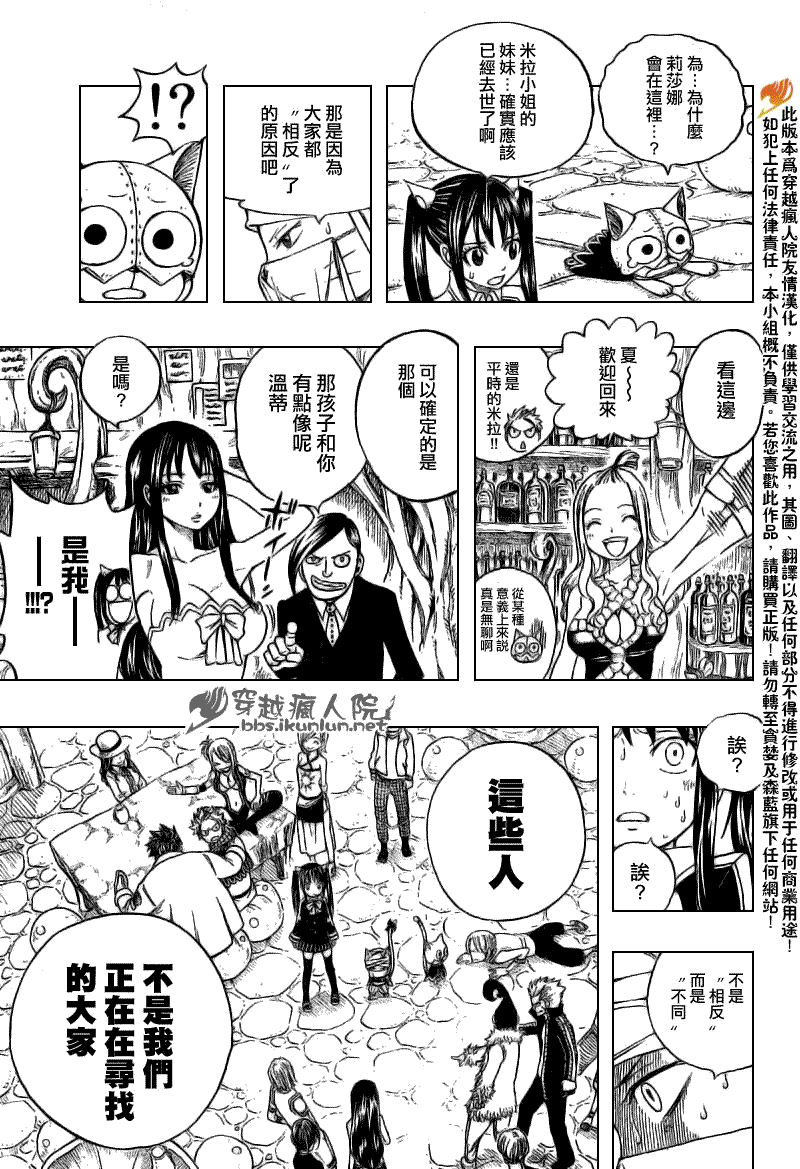 為…為什麼
莉莎娜
會在這裡…？
米拉小姐的
妹妹…確實應該
已經去世了啊
那是因為
大家都
〝相反〞了
的原因吧
!?
看這邊
夏～～
歡迎回來
還是
平時的米拉!!
從某種
意義上來說
真是無聊啊
可以確定的是
那個
那孩子和你
有點像呢
溫蒂
是嗎？
是我——
——!!!?
誒？
誒？
不是
〝相反〞
而是
〝不同〞
這些人
不是我們
正在在尋找
的大家
穿越瘋人院
bbs.ikunlun.net
此版本爲穿越瘋人院友情漢化，僅供學習交流之用，其圖、翻譯以及任何部分不得進行修改或用于任何商業用途！
如犯上任何法律責任，本小組概不負責。若您喜歡此作品，請購買正版！請勿轉至貪婪及森藍旗下任何網站！